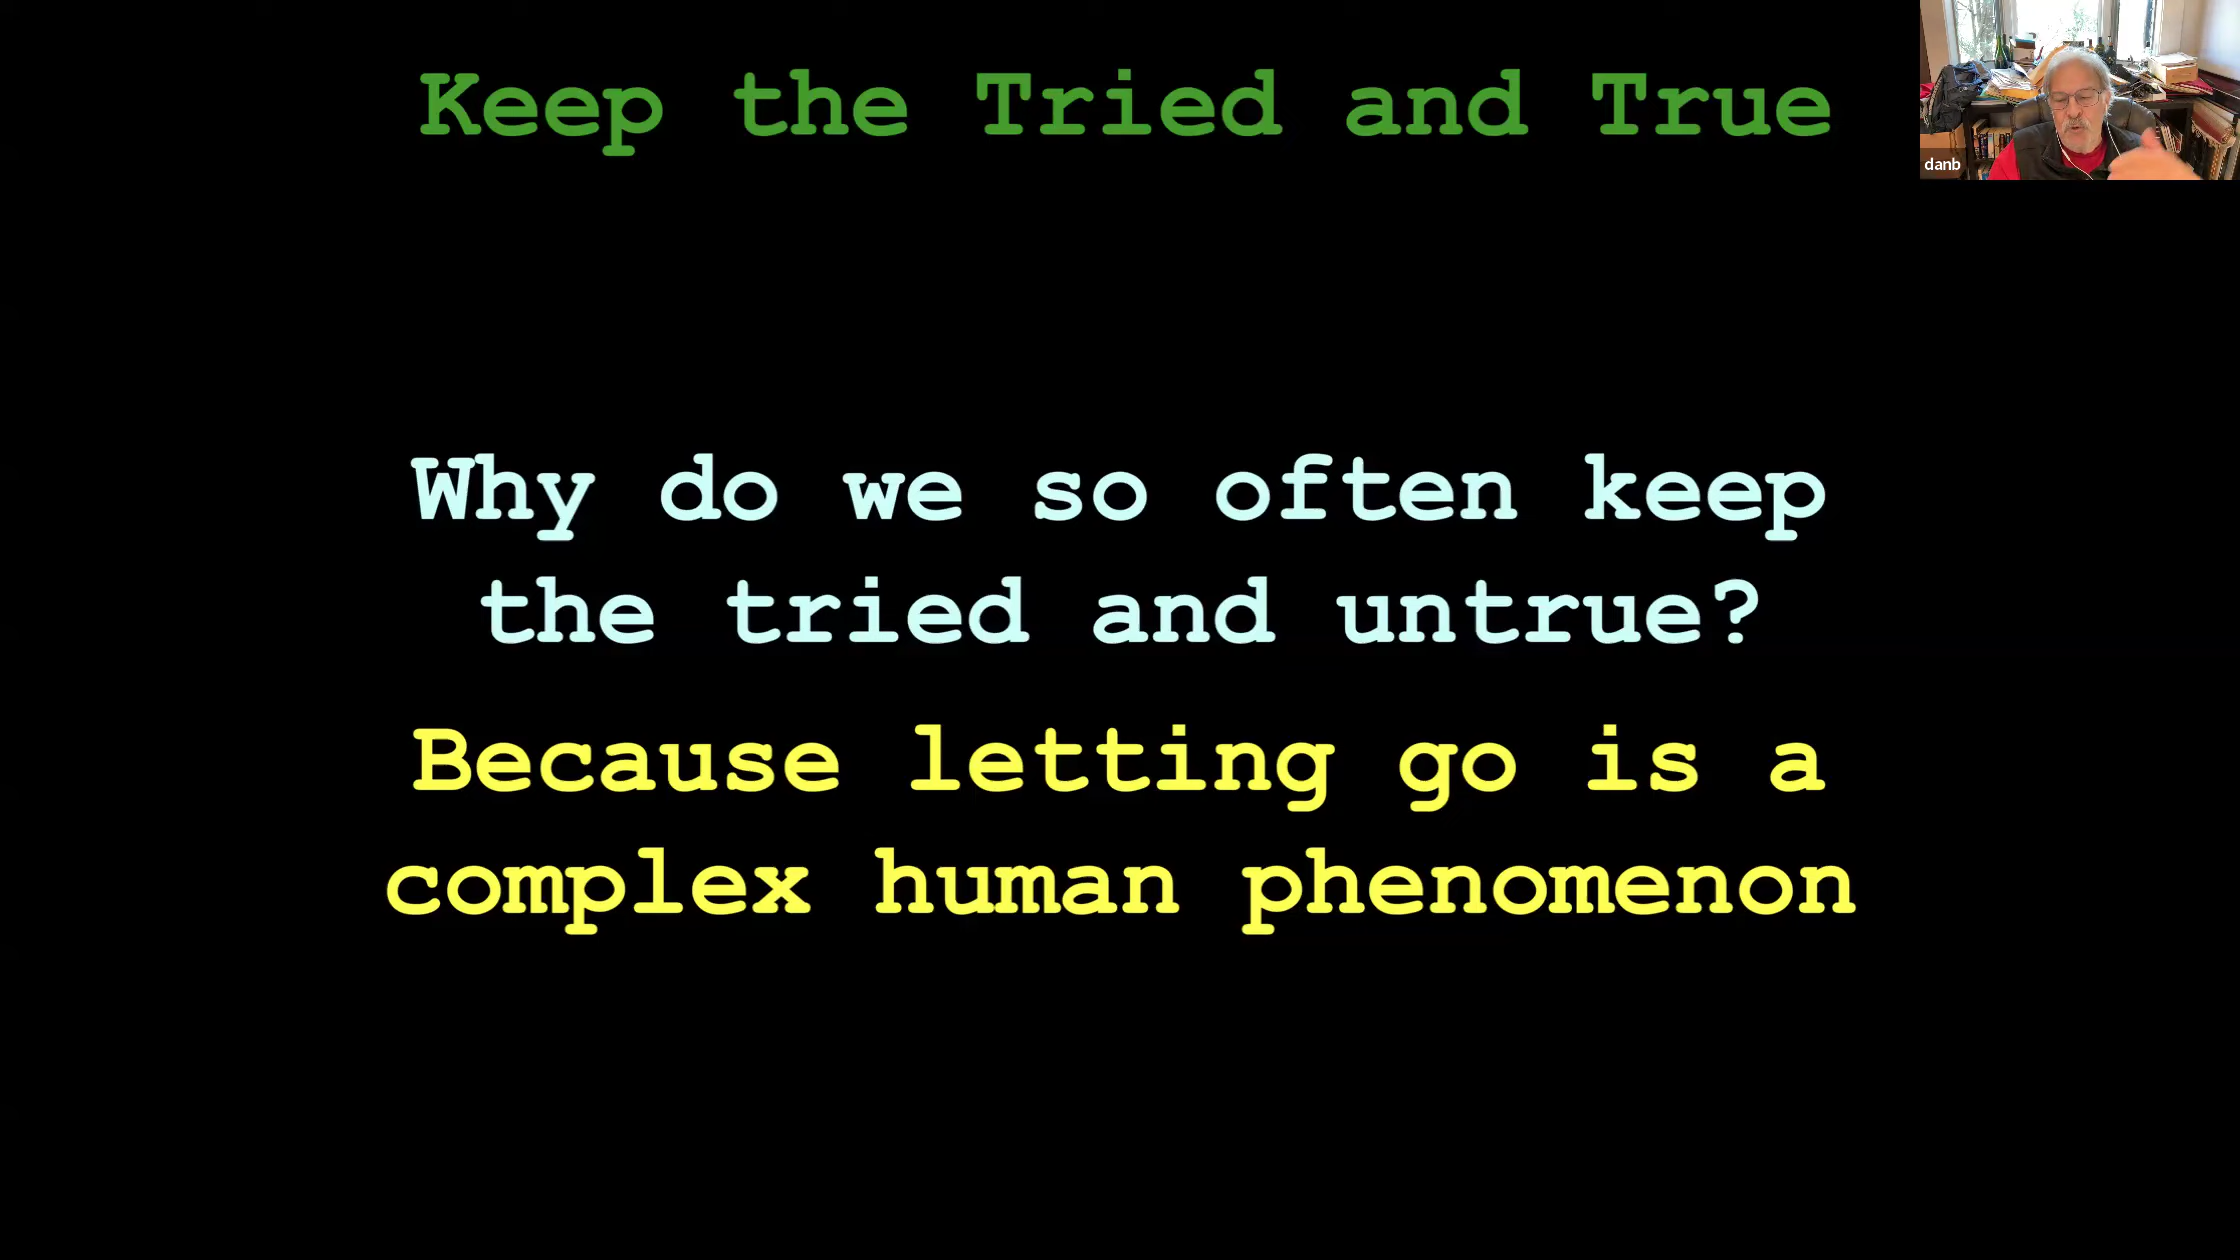 Keep the Tried and True
danb
Why do we so often keep
the tried and untrue?
Because letting go is a
complex human phenomenon